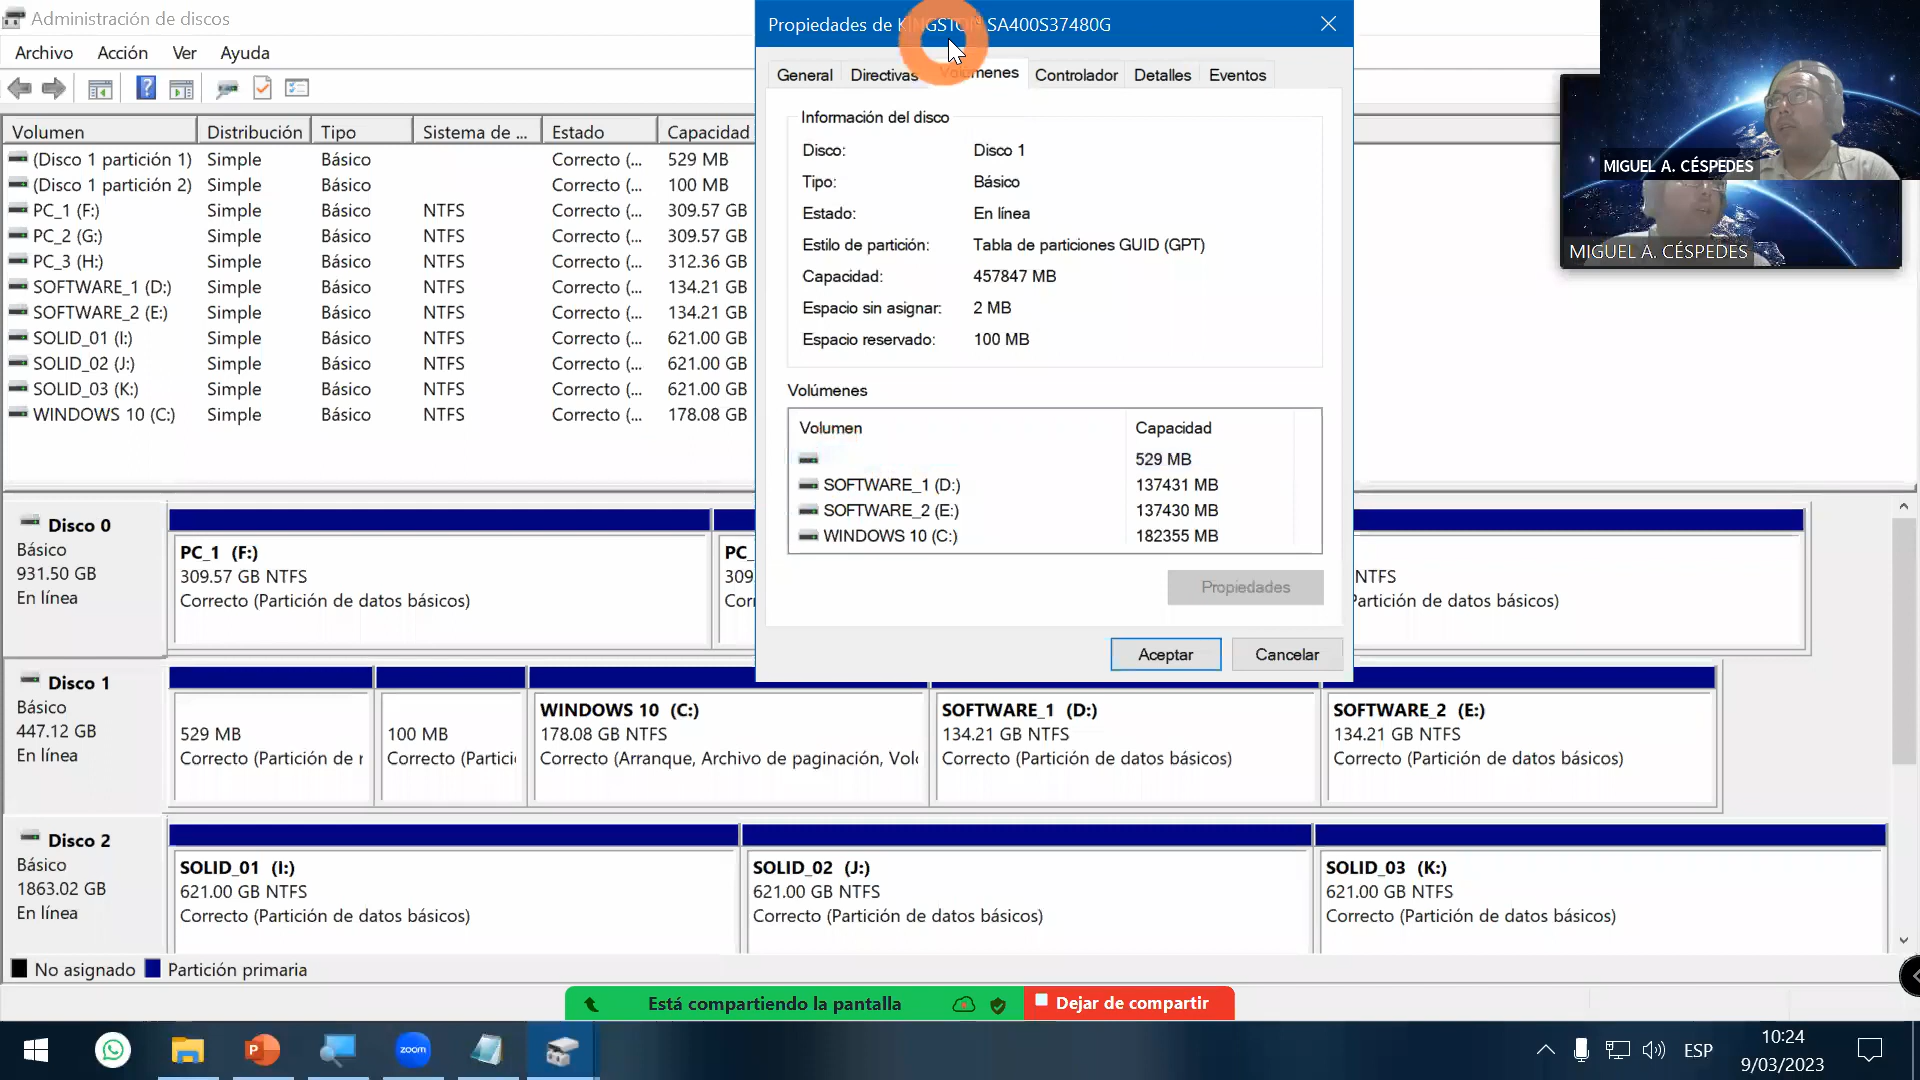 Administración de discos
Archivo Acción Ver Ayuda
Volumen Distribución Tipo Sistema de ... Estado Capacidad
(Disco 1 partición 1) Simple Básico Correcto (... 529 MB
(Disco 1 partición 2) Simple Básico Correcto (... 100 MB
PC_1 (F:) Simple Básico NTFS Correcto (... 309.57 GB
PC_2 (G:) Simple Básico NTFS Correcto (... 309.57 GB
PC_3 (H:) Simple Básico NTFS Correcto (... 312.36 GB
SOFTWARE_1 (D:) Simple Básico NTFS Correcto (... 134.21 GB
SOFTWARE_2 (E:) Simple Básico NTFS Correcto (... 134.21 GB
SOLID_01 (I:) Simple Básico NTFS Correcto (... 621.00 GB
SOLID_02 (J:) Simple Básico NTFS Correcto (... 621.00 GB
SOLID_03 (K:) Simple Básico NTFS Correcto (... 621.00 GB
WINDOWS 10 (C:) Simple Básico NTFS Correcto (... 178.08 GB
Propiedades de KINGSTON SA400S37480G
General Directivas Volúmenes Controlador Detalles Eventos
Información del disco
Disco: Disco 1
Tipo: Básico
Estado: En línea
Estilo de partición: Tabla de particiones GUID (GPT)
Capacidad: 457847 MB
Espacio sin asignar: 2 MB
Espacio reservado: 100 MB
Volúmenes
Volumen Capacidad
529 MB
SOFTWARE_1 (D:) 137431 MB
SOFTWARE_2 (E:) 137430 MB
WINDOWS 10 (C:) 182355 MB
Propiedades
Aceptar Cancelar
MIGUEL A. CÉSPEDES
MIGUEL A. CÉSPEDES
Disco 0
Básico
931.50 GB
En línea
PC_1 (F:)
309.57 GB NTFS
Correcto (Partición de datos básicos)
PC_
309
Cor
NTFS
Partición de datos básicos)
Disco 1
Básico
447.12 GB
En línea
529 MB
Correcto (Partición de r
100 MB
Correcto (Partici
WINDOWS 10 (C:)
178.08 GB NTFS
Correcto (Arranque, Archivo de paginación, Volc
SOFTWARE_1 (D:)
134.21 GB NTFS
Correcto (Partición de datos básicos)
SOFTWARE_2 (E:)
134.21 GB NTFS
Correcto (Partición de datos básicos)
Disco 2
Básico
1863.02 GB
En línea
SOLID_01 (I:)
621.00 GB NTFS
Correcto (Partición de datos básicos)
SOLID_02 (J:)
621.00 GB NTFS
Correcto (Partición de datos básicos)
SOLID_03 (K:)
621.00 GB NTFS
Correcto (Partición de datos básicos)
No asignado Partición primaria
Está compartiendo la pantalla Dejar de compartir
zoom
ESP
10:24
9/03/2023